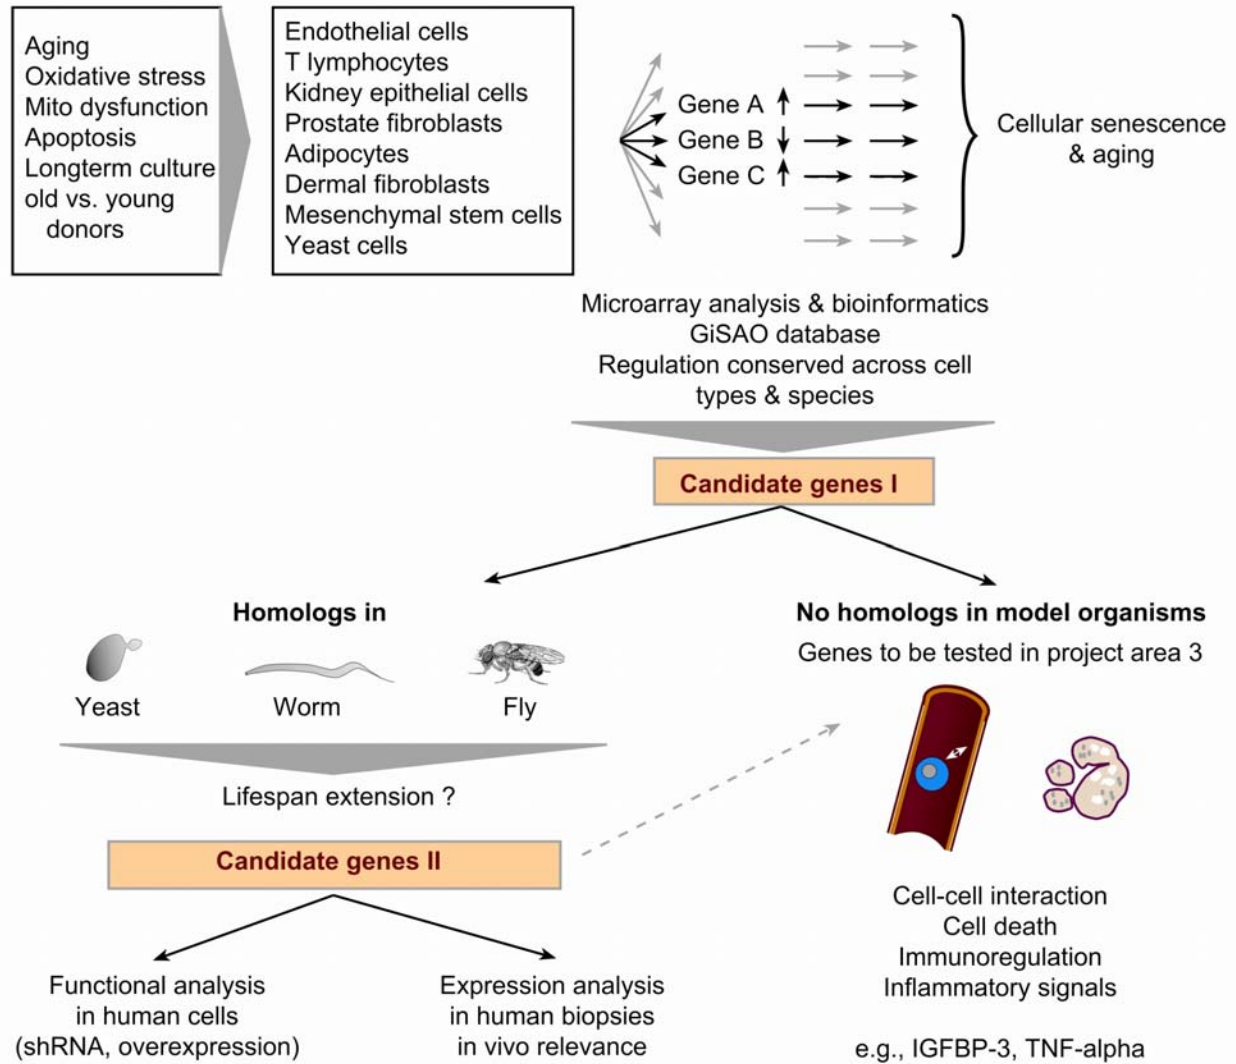 Aging
Oxidative stress
Mito dysfunction
Apoptosis
Longterm culture
old vs. young
donors
Endothelial cells
T lymphocytes
Kidney epithelial cells
Prostate fibroblasts
Adipocytes
Dermal fibroblasts
Mesenchymal stem cells
Yeast cells
Gene A
Gene B
Gene C
Cellular senescence
& aging
Microarray analysis & bioinformatics
GiSAO database
Regulation conserved across cell
types & species
Candidate genes I
Homologs in
Yeast
Worm
Fly
No homologs in model organisms
Genes to be tested in project area 3
Lifespan extension ?
Candidate genes II
Functional analysis
in human cells
(shRNA, overexpression)
Expression analysis
in human biopsies
in vivo relevance
Cell-cell interaction
Cell death
Immunoregulation
Inflammatory signals
e.g., IGFBP-3, TNF-alpha